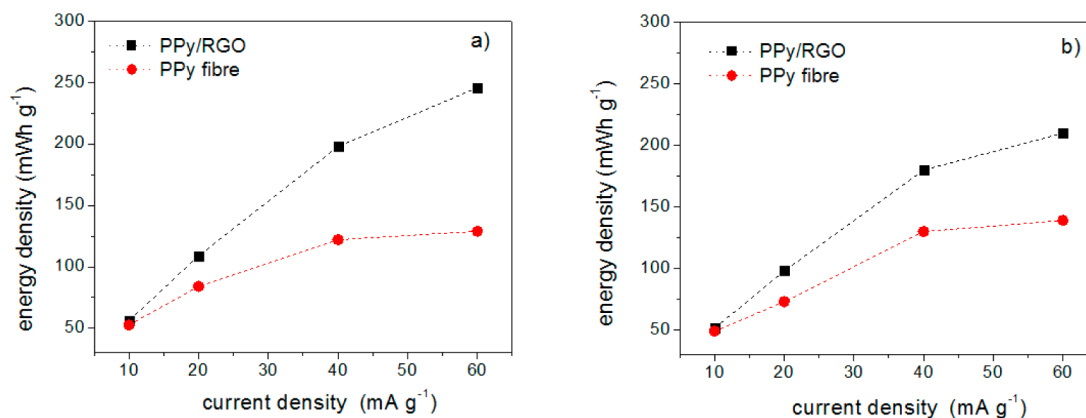 300
250
200
150
100
50
energy density (mWh g⁻¹)
PPy/RGO
PPy fibre
a)
10 20 30 40 50 60
current density (mA g⁻¹)
300
250
200
150
100
50
energy density (mWh g⁻¹)
PPy/RGO
PPy fibre
b)
10 20 30 40 50 60
current density (mA g⁻¹)